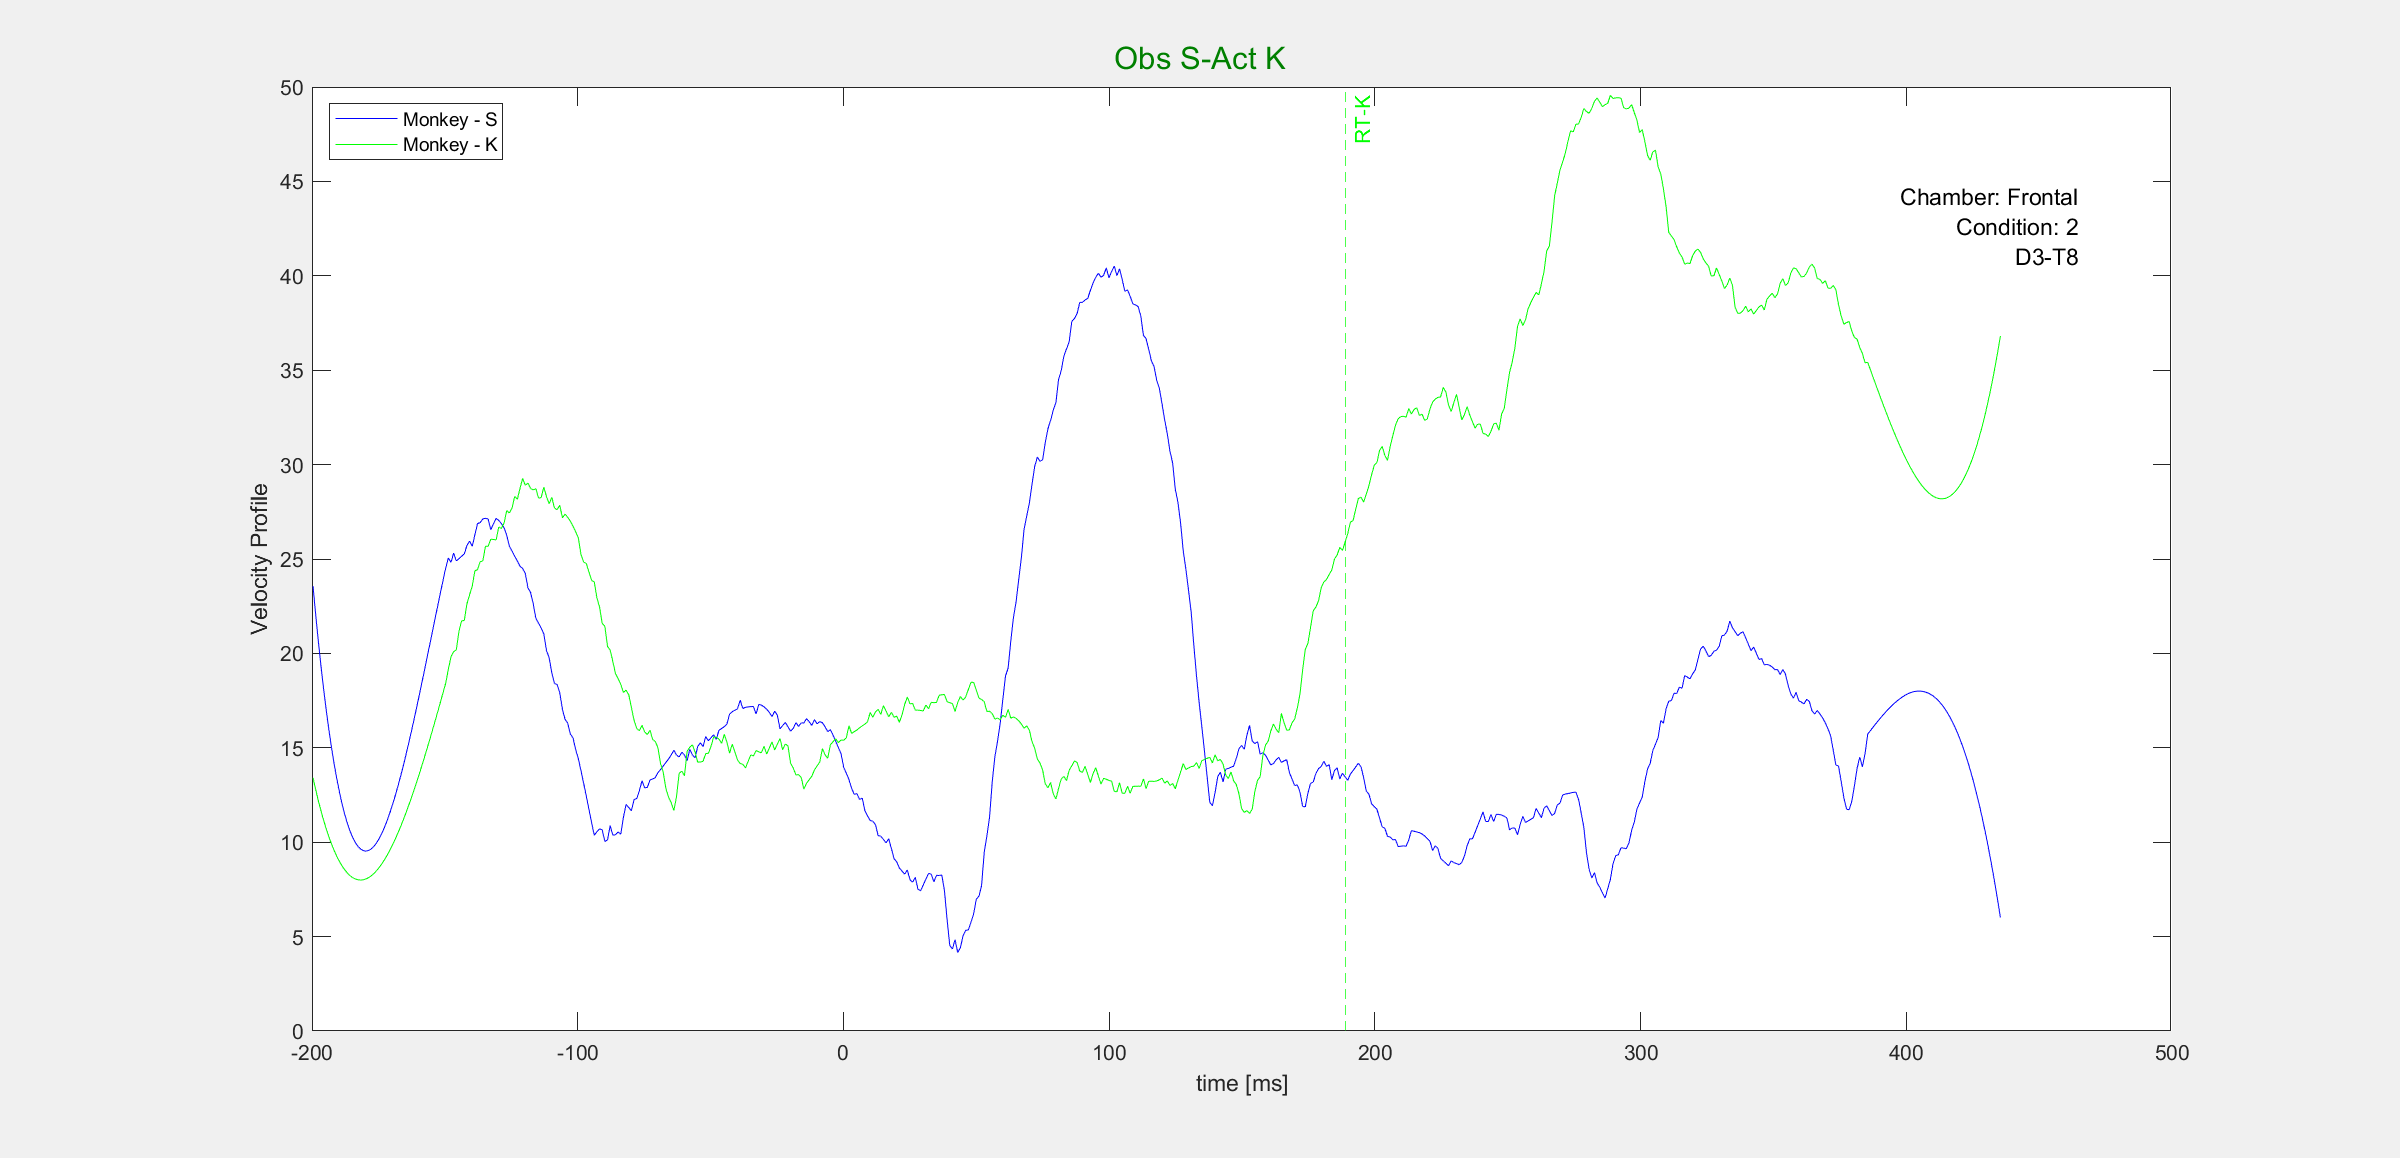 Obs S-Act K
50
45
40
35
30
25
20
15
10
5
0
Monkey - S
Monkey - K
RT-K
Chamber: Frontal
Condition: 2
D3-T8
Velocity Profile
-200
-100
0
100
200
300
400
500
time [ms]